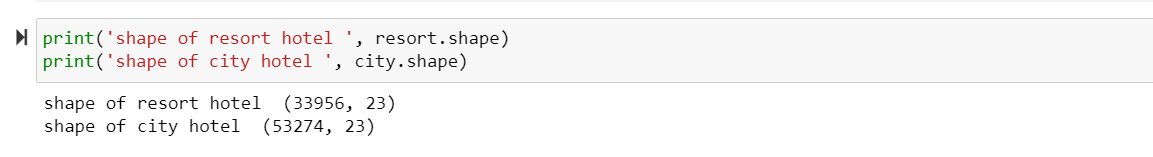 print('shape of resort hotel ', resort.shape)
print('shape of city hotel ', city.shape)
shape of resort hotel  (33956, 23)
shape of city hotel  (53274, 23)